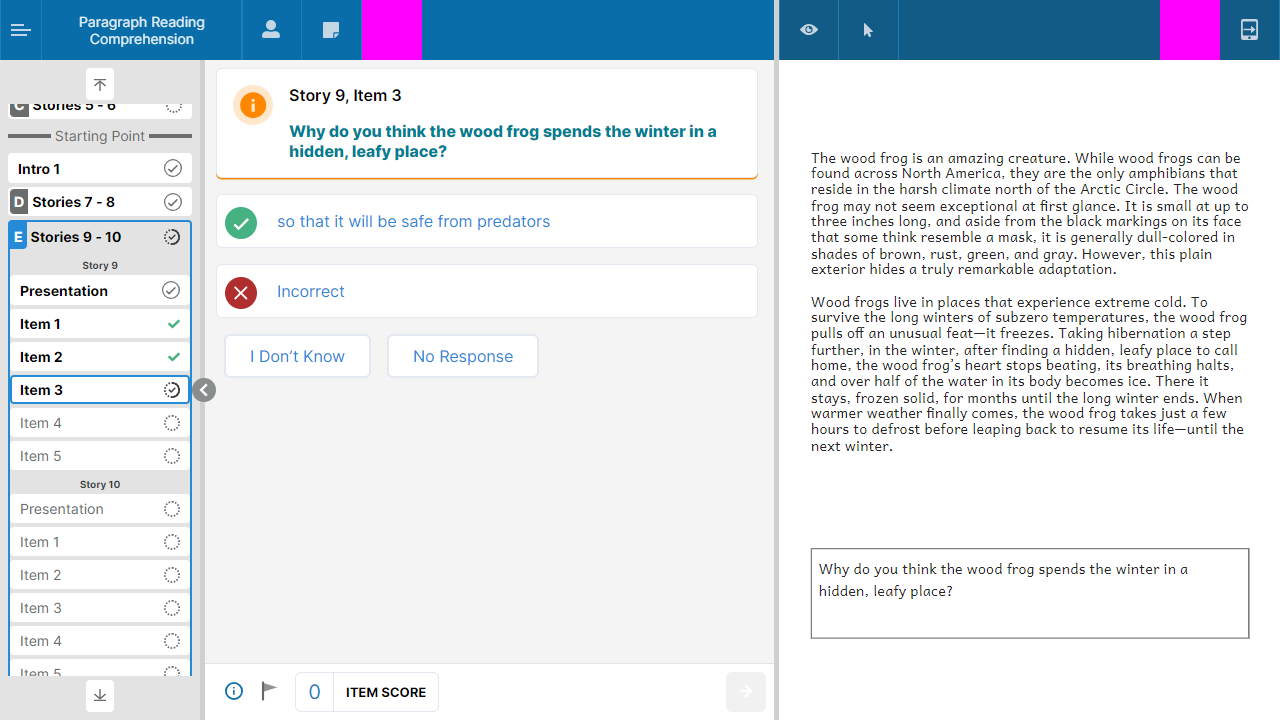 Paragraph Reading
Comprehension
C Stories 5 - 6
Starting Point
Intro 1
D Stories 7 - 8
E Stories 9 - 10
Story 9
Presentation
Item 1
Item 2
Item 3
Item 4
Item 5
Story 10
Presentation
Item 1
Item 2
Item 3
Item 4
Item 5
Story 9, Item 3
Why do you think the wood frog spends the winter in a
hidden, leafy place?
so that it will be safe from predators
Incorrect
I Don't Know
No Response
0 ITEM SCORE
The wood frog is an amazing creature. While wood frogs can be
found across North America, they are the only amphibians that
reside in the harsh climate north of the Arctic Circle. The wood
frog may not seem exceptional at first glance. It is small at up to
three inches long, and aside from the black markings on its face
that some think resemble a mask, it is generally dull-colored in
shades of brown, rust, green, and gray. However, this plain
exterior hides a truly remarkable adaptation.
Wood frogs live in places that experience extreme cold. To
survive the long winters of subzero temperatures, the wood frog
pulls off an unusual feat—it freezes. Taking hibernation a step
further, in the winter, after finding a hidden, leafy place to call
home, the wood frog's heart stops beating, its breathing halts,
and over half of the water in its body becomes ice. There it
stays, frozen solid, for months until the long winter ends. When
warmer weather finally comes, the wood frog takes just a few
hours to defrost before leaping back to resume its life—until the
next winter.
Why do you think the wood frog spends the winter in a
hidden, leafy place?